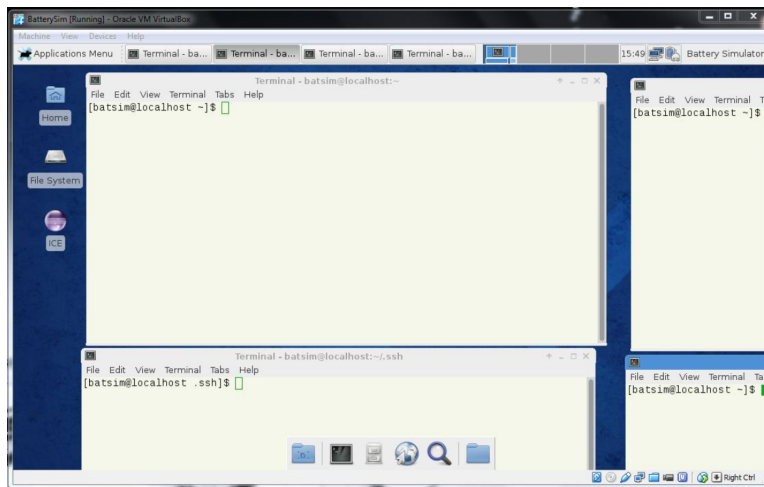 BatterySim [Running] - Oracle VM VirtualBox
Machine View Devices Help
Applications Menu Terminal - ba... Terminal - ba... Terminal - ba... Terminal - ba... 15:49 Battery Simulator
Terminal - batsim@localhost:~
File Edit View Terminal Tabs Help
[batsim@localhost ~]$
File Edit View Terminal T
[batsim@localhost ~]$
Home
File System
ICE
Terminal - batsim@localhost:~/.ssh
File Edit View Terminal Tabs Help
[batsim@localhost .ssh]$
File Edit View Terminal Ta
[batsim@localhost ~]$
Right Ctrl